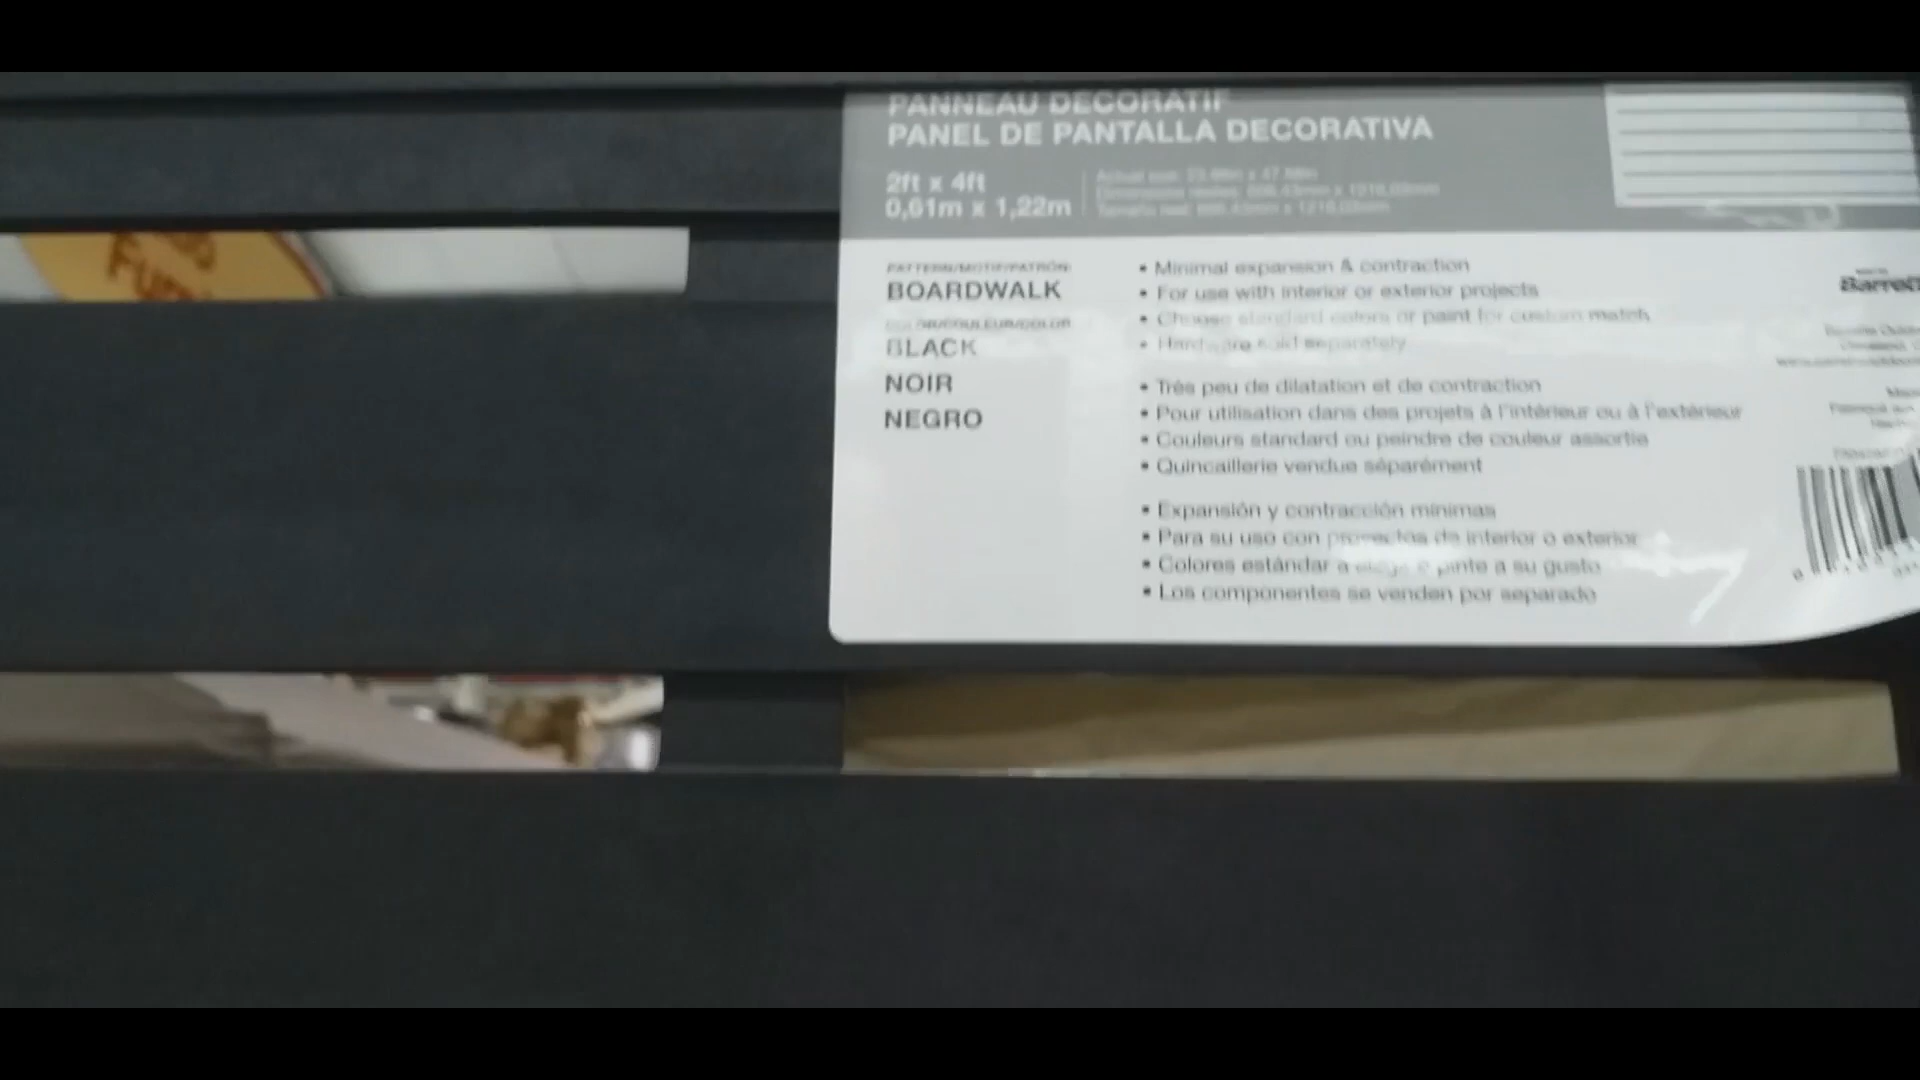 PANNEAU DÉCORATIF
PANEL DE PANTALLA DECORATIVA
2ft x 4ft
0,61m x 1,22m
PATTERN/MOTIF/PATRÓN:
BOARDWALK
COLOR/COULEUR/COLOR
BLACK
NOIR
NEGRO
• Minimal expansion & contraction
• For use with interior or exterior projects
• Choose standard colors or paint for custom match
• Hardware sold separately
• Très peu de dilatation et de contraction
• Pour utilisation dans des projets à l'intérieur ou à l'extérieur
• Couleurs standard ou peindre de couleur assortie
• Quincaillerie vendue séparément
• Expansión y contracción mínimas
• Para su uso con proyectos de interior o exterior
• Colores estándar a elegir o pinte a su gusto
• Los componentes se venden por separado